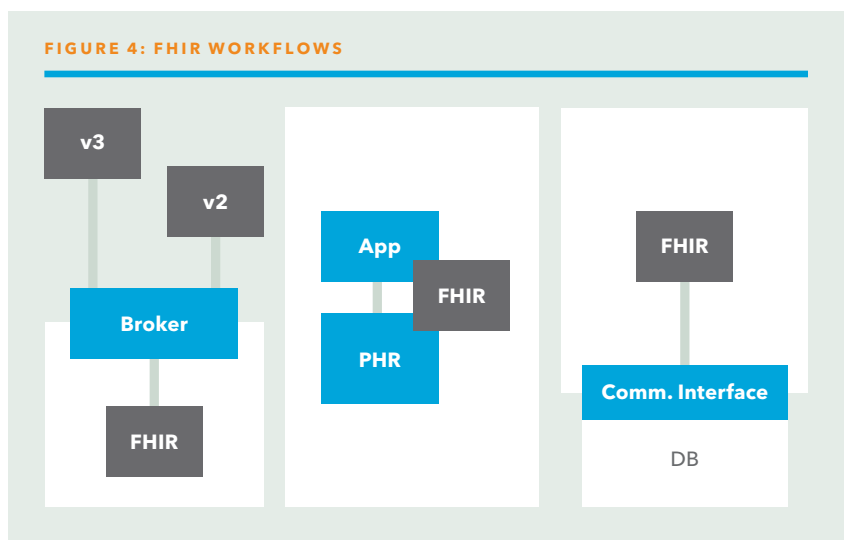 FIGURE 4: FHIR WORKFLOWS
v3
v2
Broker
FHIR
App
FHIR
PHR
FHIR
Comm. Interface
DB